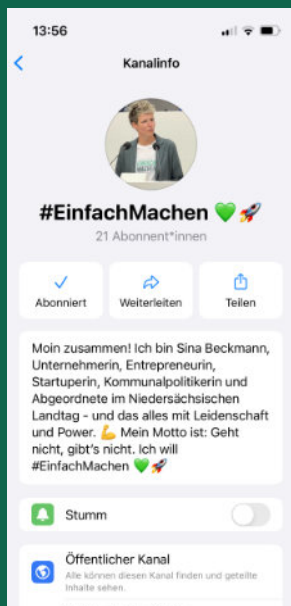 13:56
Kanalinfo
#EinfachMachen 💚 🚀
21 Abonnent*innen
Abonniert
Weiterleiten
Teilen
Moin zusammen! Ich bin Sina Beckmann,
Unternehmerin, Entrepreneurin,
Startuperin, Kommunalpolitikerin und
Abgeordnete im Niedersächsischen
Landtag - und das alles mit Leidenschaft
und Power. 💪 Mein Motto ist: Geht
nicht, gibt's nicht. Ich will
#EinfachMachen 💚 🚀
Stumm
Öffentlicher Kanal
Alle können diesen Kanal finden und geteilte
Inhalte sehen.